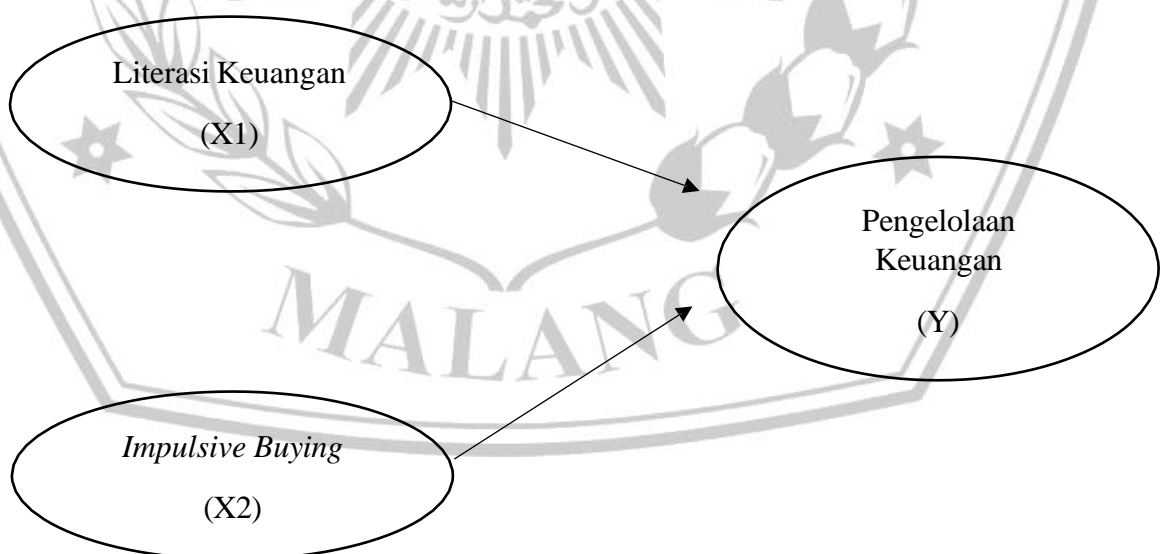 Literasi Keuangan
(X1)
Pengelolaan
Keuangan
(Y)
MALANG
Impulsive Buying
(X2)